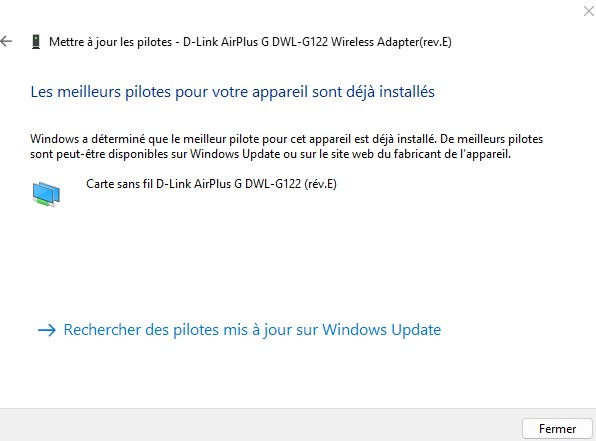 Mettre à jour les pilotes - D-Link AirPlus G DWL-G122 Wireless Adapter(rev.E)
Les meilleurs pilotes pour votre appareil sont déjà installés
Windows a déterminé que le meilleur pilote pour cet appareil est déjà installé. De meilleurs pilotes
sont peut-être disponibles sur Windows Update ou sur le site web du fabricant de l'appareil.
Carte sans fil D-Link AirPlus G DWL-G122 (rév.E)
Rechercher des pilotes mis à jour sur Windows Update
Fermer